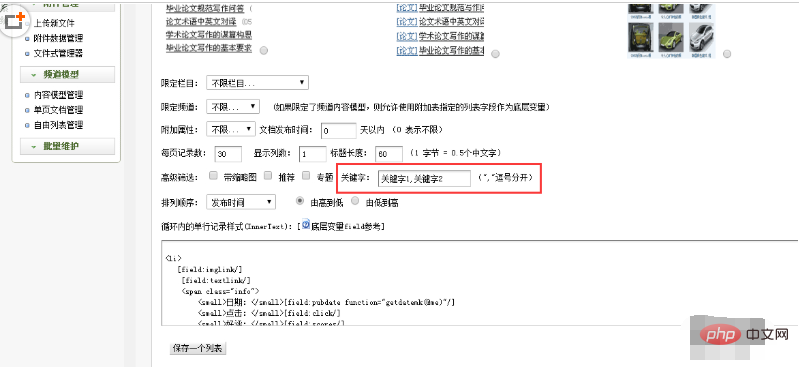 附件管理
上传新文件
附件数据管理
文件式管理器
频道模型
内容模型管理
单页文档管理
自由列表管理
批量维护
毕业论文规范写作问答 (
论文术语中英文对译 (05
学术论文写作的谋篇构思
毕业论文写作的基本要求
[论文] 毕业论文规范写作问
[论文] 论文术语中英文对
[论文] 学术论文写作的谋篇
[论文] 毕业论文写作的基本
限定栏目: 不限栏目...
限定频道: 不限... (如果限定了频道内容模型，则允许使用附加表指定的列表字段作为底层变量)
附加属性: 不限... 文档发布时间: 0 天以内 (0 表示不限)
每页记录数: 30 显示列数: 1 标题长度: 60 (1 字节 = 0.5个中文字)
高级筛选: 带缩略图 推荐 专题 关键字: 关键字1,关键字2 (","逗号分开)
排列顺序: 发布时间 由高到低 由低到高
循环内的单行记录样式(InnerText): [底层变量field参考]
<li>
[field:imglink/]
[field:textlink/]
<span class="info">
<small>日期: </small>[field:pubdate function="getdatemk(@me)"/]
<small>点击: </small>[field:click/]
<small>好评: </small>[field:scores/]
保存一个列表
php 中文网